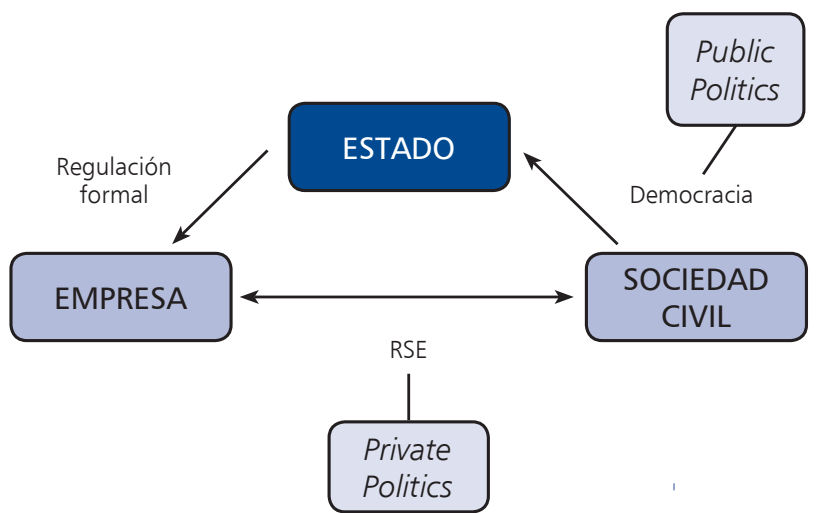 Public
Politics
ESTADO
Regulación
formal
Democracia
EMPRESA
SOCIEDAD
CIVIL
RSE
Private
Politics